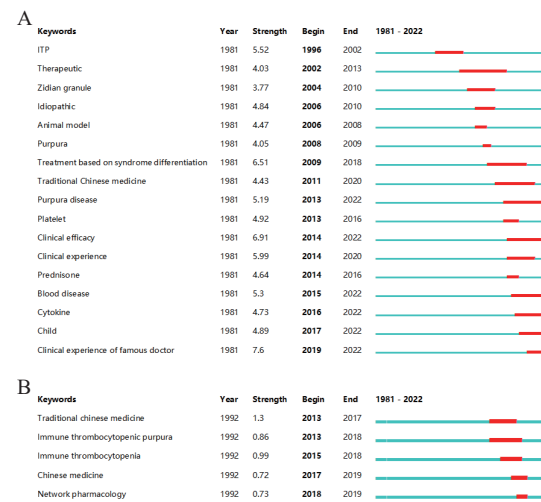 A
Keywords Year Strength Begin End 1981 - 2022
ITP 1981 5.52 1996 2002
Therapeutic 1981 4.03 2002 2013
Zidian granule 1981 3.77 2004 2010
Idiopathic 1981 4.84 2006 2010
Animal model 1981 4.47 2006 2008
Purpura 1981 4.05 2008 2009
Treatment based on syndrome differentiation 1981 6.51 2009 2018
Traditional Chinese medicine 1981 4.43 2011 2020
Purpura disease 1981 5.19 2013 2022
Platelet 1981 4.92 2013 2016
Clinical efficacy 1981 6.91 2014 2022
Clinical experience 1981 5.99 2014 2020
Prednisone 1981 4.64 2014 2016
Blood disease 1981 5.3 2015 2022
Cytokine 1981 4.73 2016 2022
Child 1981 4.89 2017 2022
Clinical experience of famous doctor 1981 7.6 2019 2022
B
Keywords Year Strength Begin End 1981 - 2022
Traditional chinese medicine 1992 1.3 2013 2017
Immune thrombocytopenic purpura 1992 0.86 2013 2018
Immune thrombocytopenia 1992 0.99 2015 2018
Chinese medicine 1992 0.72 2017 2019
Network pharmacology 1992 0.73 2018 2019